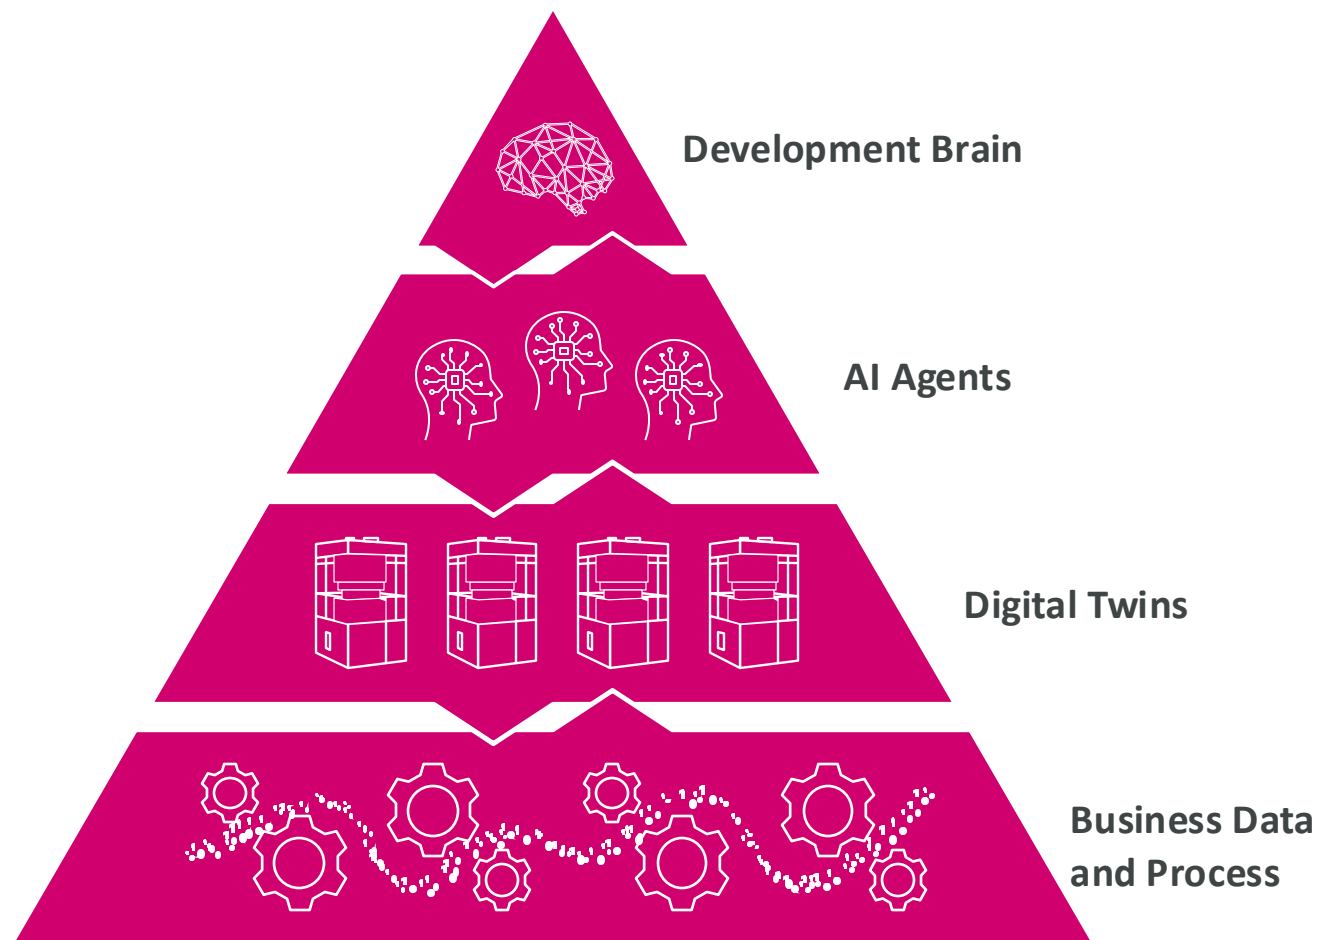 Development Brain
AI Agents
Digital Twins
Business Data
and Process